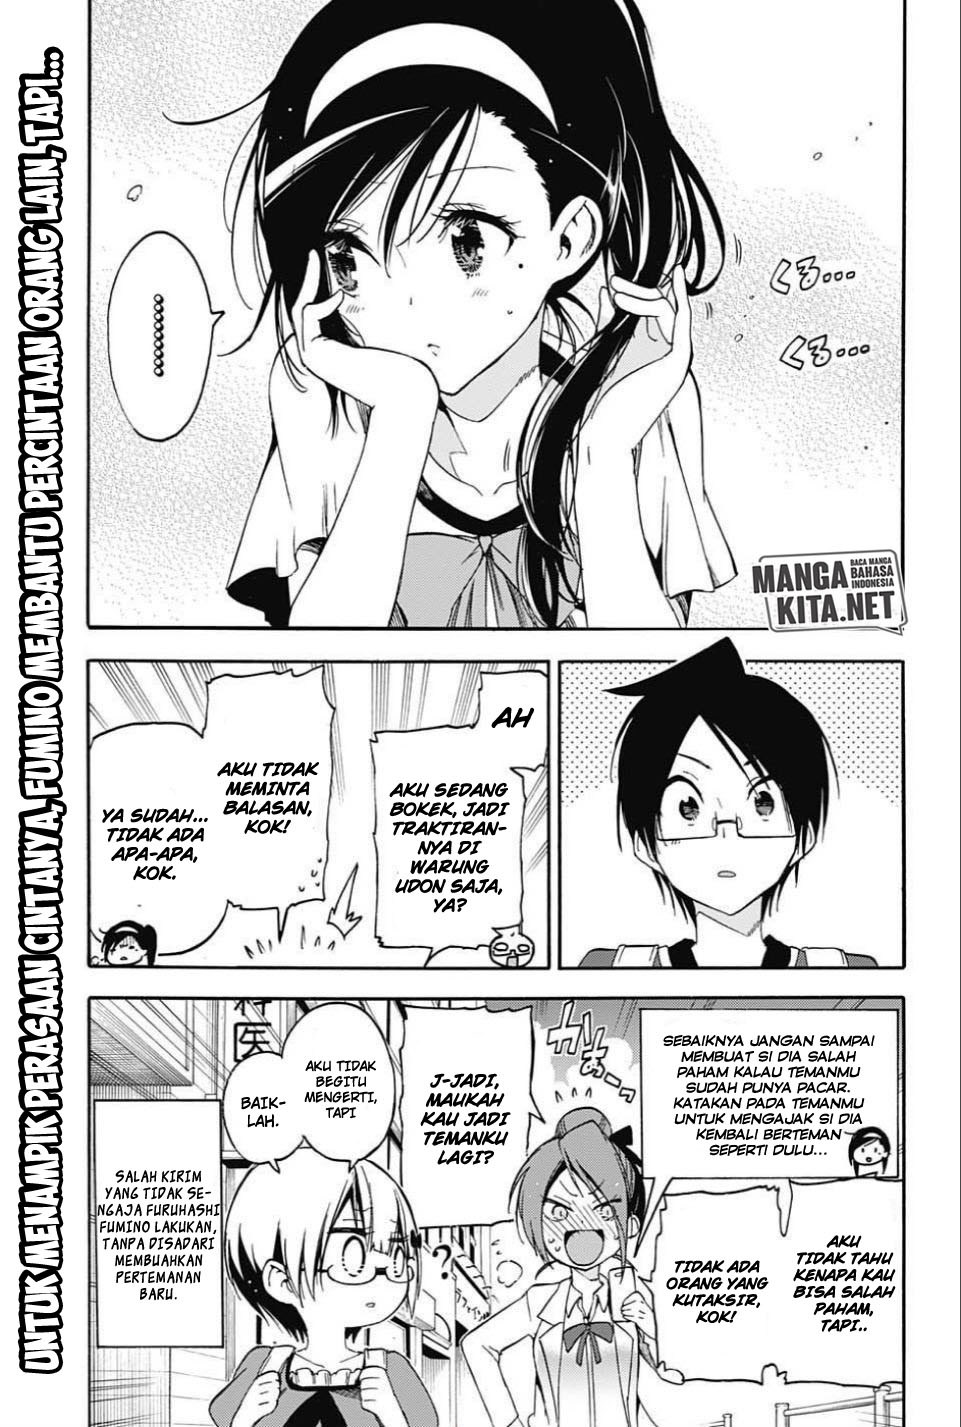 UNTUK MENAMPIK PERASAAN CINTANYA, FUMINO MEMBANTU PERCINTAAN ORANG LAIN, TAPI...
くる...
くる...
MANGA
KITA.NET
BACA MANGA
BAHASA
INDONESIA
AH
AKU SEDANG
BOKEK, JADI
TRAKTIRAN-
NYA DI
WARUNG
UDON SAJA,
YA?
AKU TIDAK
MEMINTA
BALASAN,
KOK!
YA SUDAH...
TIDAK ADA
APA-APA,
KOK.
SEBAIKNYA JANGAN SAMPAI
MEMBUAT SI DIA SALAH
PAHAM KALAU TEMANMU
SUDAH PUNYA PACAR.
KATAKAN PADA TEMANMU
UNTUK MENGAJAK SI DIA
KEMBALI BERTEMAN
SEPERTI DULU...
AKU
TIDAK TAHU
KENAPA KAU
BISA SALAH
PAHAM,
TAPI..
TIDAK ADA
ORANG YANG
KUTAKSIR,
KOK!
かぁーっ
J-JADI,
MAUKAH
KAU JADI
TEMANKU
LAGI?
?
医
AKU TIDAK
BEGITU
MENGERTI,
TAPI
BAIK-
LAH.
SALAH KIRIM
YANG TIDAK SE-
NGAJA FURUHASHI
FUMINO LAKUKAN,
TANPA DISADARI
MEMBUAHKAN
PERTEMANAN
BARU.